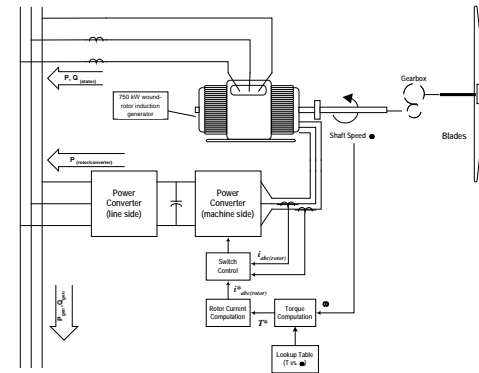 P, Q (stator)
750 kW wound-
rotor induction
generator
Gearbox
Shaft Speed
Blades
P(rotor/converter)
Power
Converter
(line side)
Power
Converter
(machine side)
Switch
Control
i abc(rotor)
i* abc(rotor)
Rotor Current
Computation
T*
Torque
Computation
Lookup Table
(T vs. )
P gen, Q gen